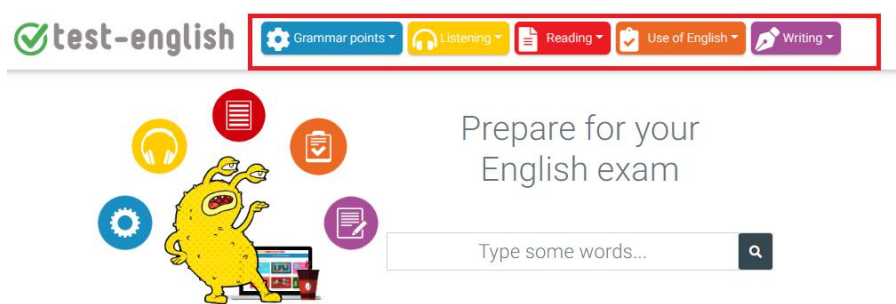 test-english Grammar points Listening Reading Use of English Writing
Prepare for your
English exam
Type some words...